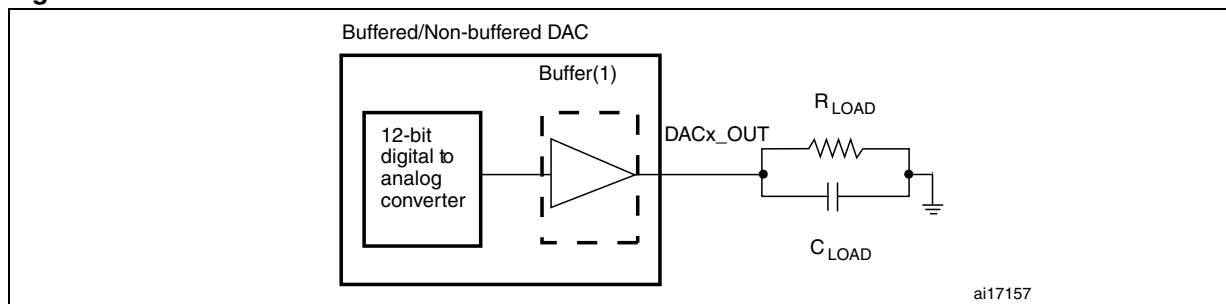 Buffered/Non-buffered DAC
Buffer(1)
12-bit
digital to
analog
converter
DACx_OUT
R LOAD
C LOAD
ai17157